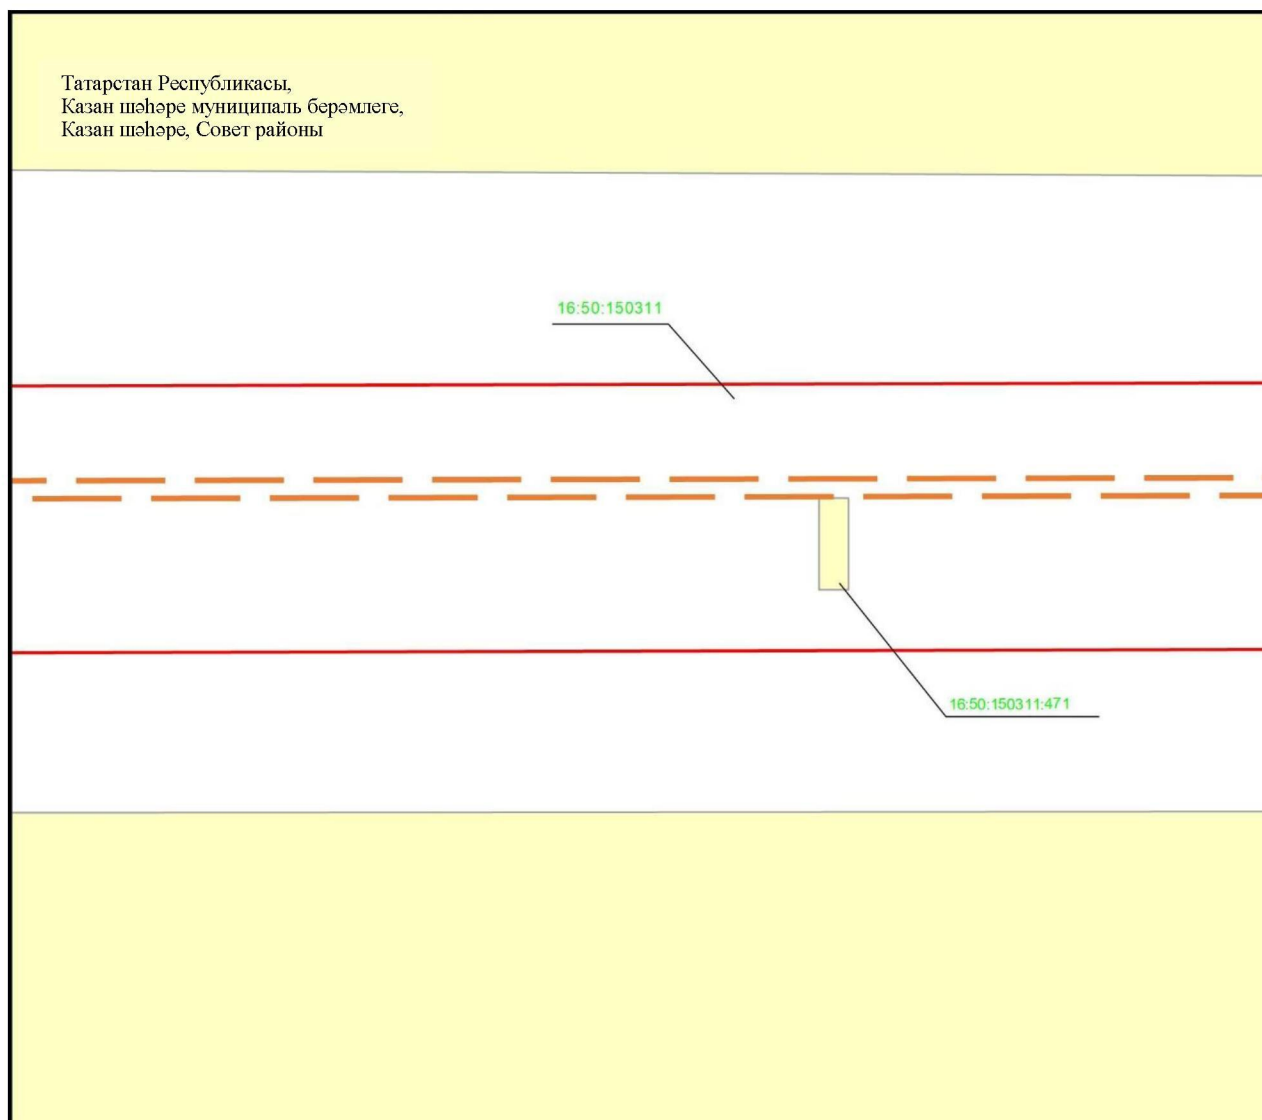 Татарстан Республикасы,
Казан шәһәре муниципаль берәмлеге,
Казан шәһәре, Совет районы
16:50:150311
16:50:150311:471